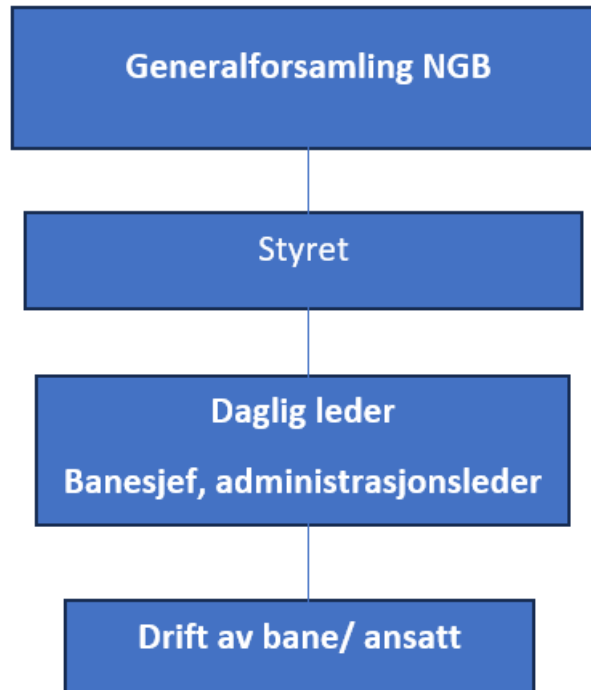 Generalforsamling NGB
Styret
Daglig leder
Banesjef, administrasjonsleder
Drift av bane/ ansatt